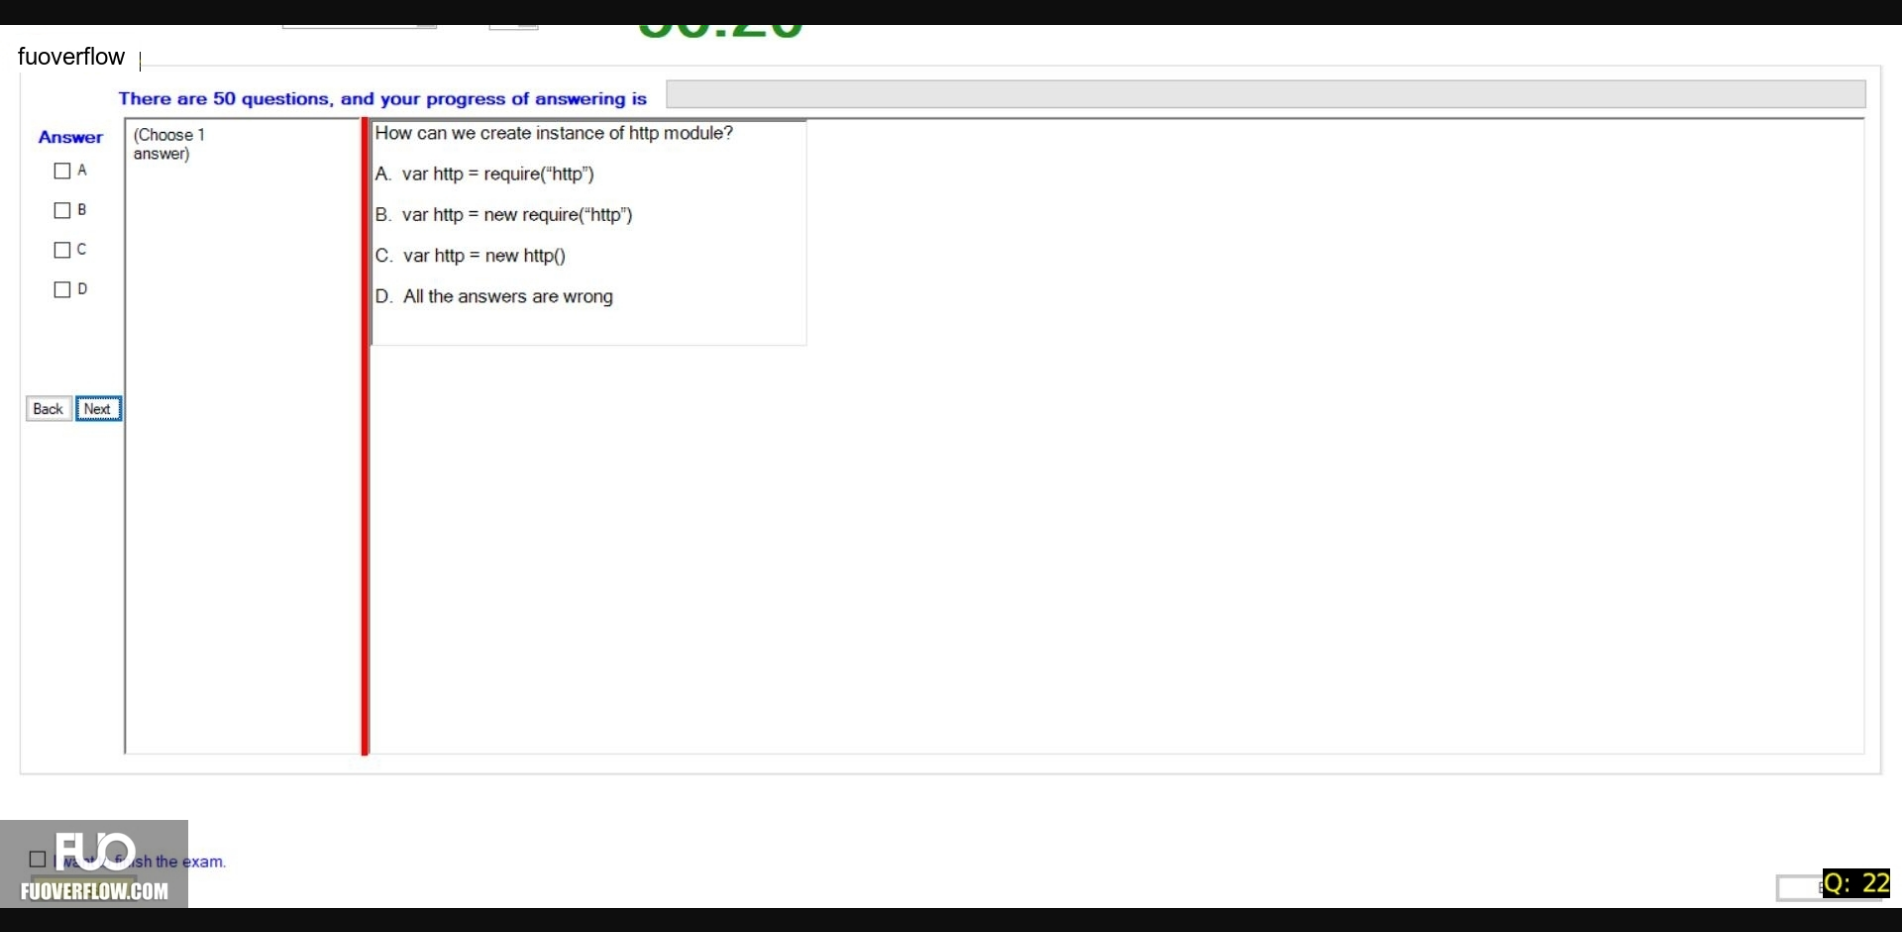 fuoverflow
There are 50 questions, and your progress of answering is
Answer
(Choose 1
answer)
A
B
C
D
How can we create instance of http module?
A. var http = require(“http”)
B. var http = new require(“http”)
C. var http = new http()
D. All the answers are wrong
Back
Next
FUO
sh the exam.
FUOVERFLOW.COM
Q: 22